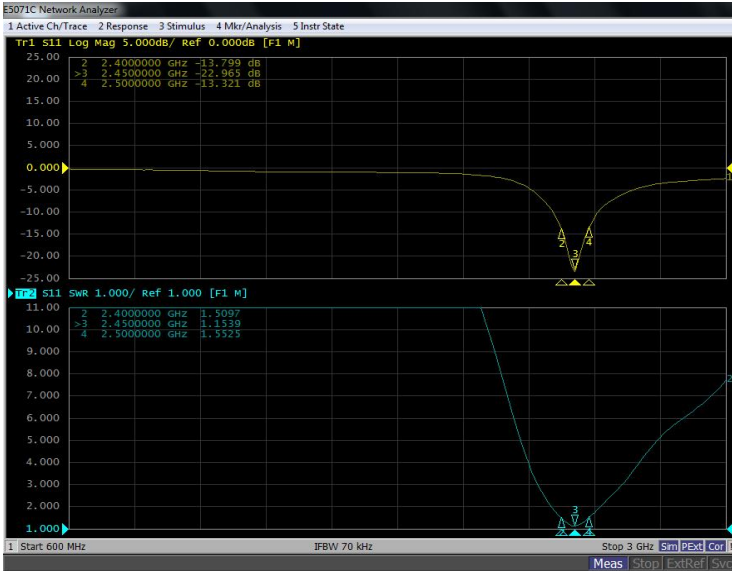 E5071C Network Analyzer
1 Active Ch/Trace 2 Response 3 Stimulus 4 Mkr/Analysis 5 Instr State
Tr1 S11 Log Mag 5.000dB/ Ref 0.000dB [F1 M]
25.00
2 2.4000000 GHz -13.799 dB
20.00
>3 2.4500000 GHz -22.965 dB
4 2.5000000 GHz -13.321 dB
15.00
10.00
5.000
0.000
1
-5.000
-10.00
-15.00
2 4
-20.00
3
-25.00
Tr2 S11 SWR 1.000/ Ref 1.000 [F1 M]
11.00
2 2.4000000 GHz 1.5097
10.00
>3 2.4500000 GHz 1.1539
4 2.5000000 GHz 1.5525
9.000
8.000
2
7.000
6.000
5.000
4.000
3.000
2.000
3
1.000
2 4
1 Start 600 MHz IFBW 70 kHz Stop 3 GHz Sim PExt Cor
Meas Stop ExtRef Svc